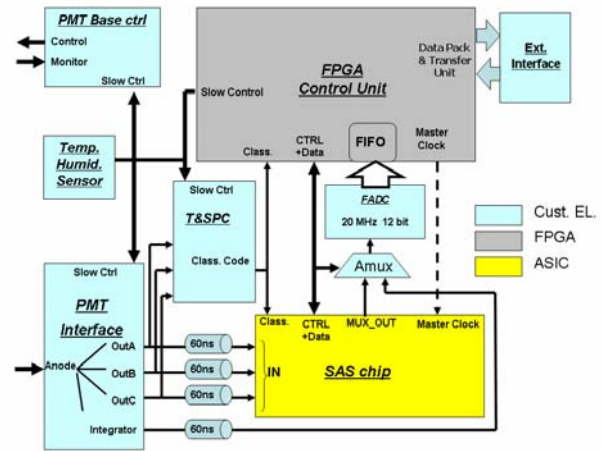 PMT Base ctrl
Control
Monitor
Slow Ctrl
FPGA
Control Unit
Data Pack
& Transfer
Unit
Ext.
Interface
Slow Control
Temp.
Humid.
Sensor
Class.
CTRL
+Data
FIFO
Master
Clock
Slow Ctrl
T&SPC
Class. Code
FADC
20 MHz 12 bit
Amux
Cust. EL.
FPGA
ASIC
Slow Ctrl
PMT
Interface
Anode
OutA
OutB
OutC
Integrator
60ns
60ns
60ns
60ns
Class.
CTRL
+Data
MUX_OUT
Master Clock
IN
SAS chip